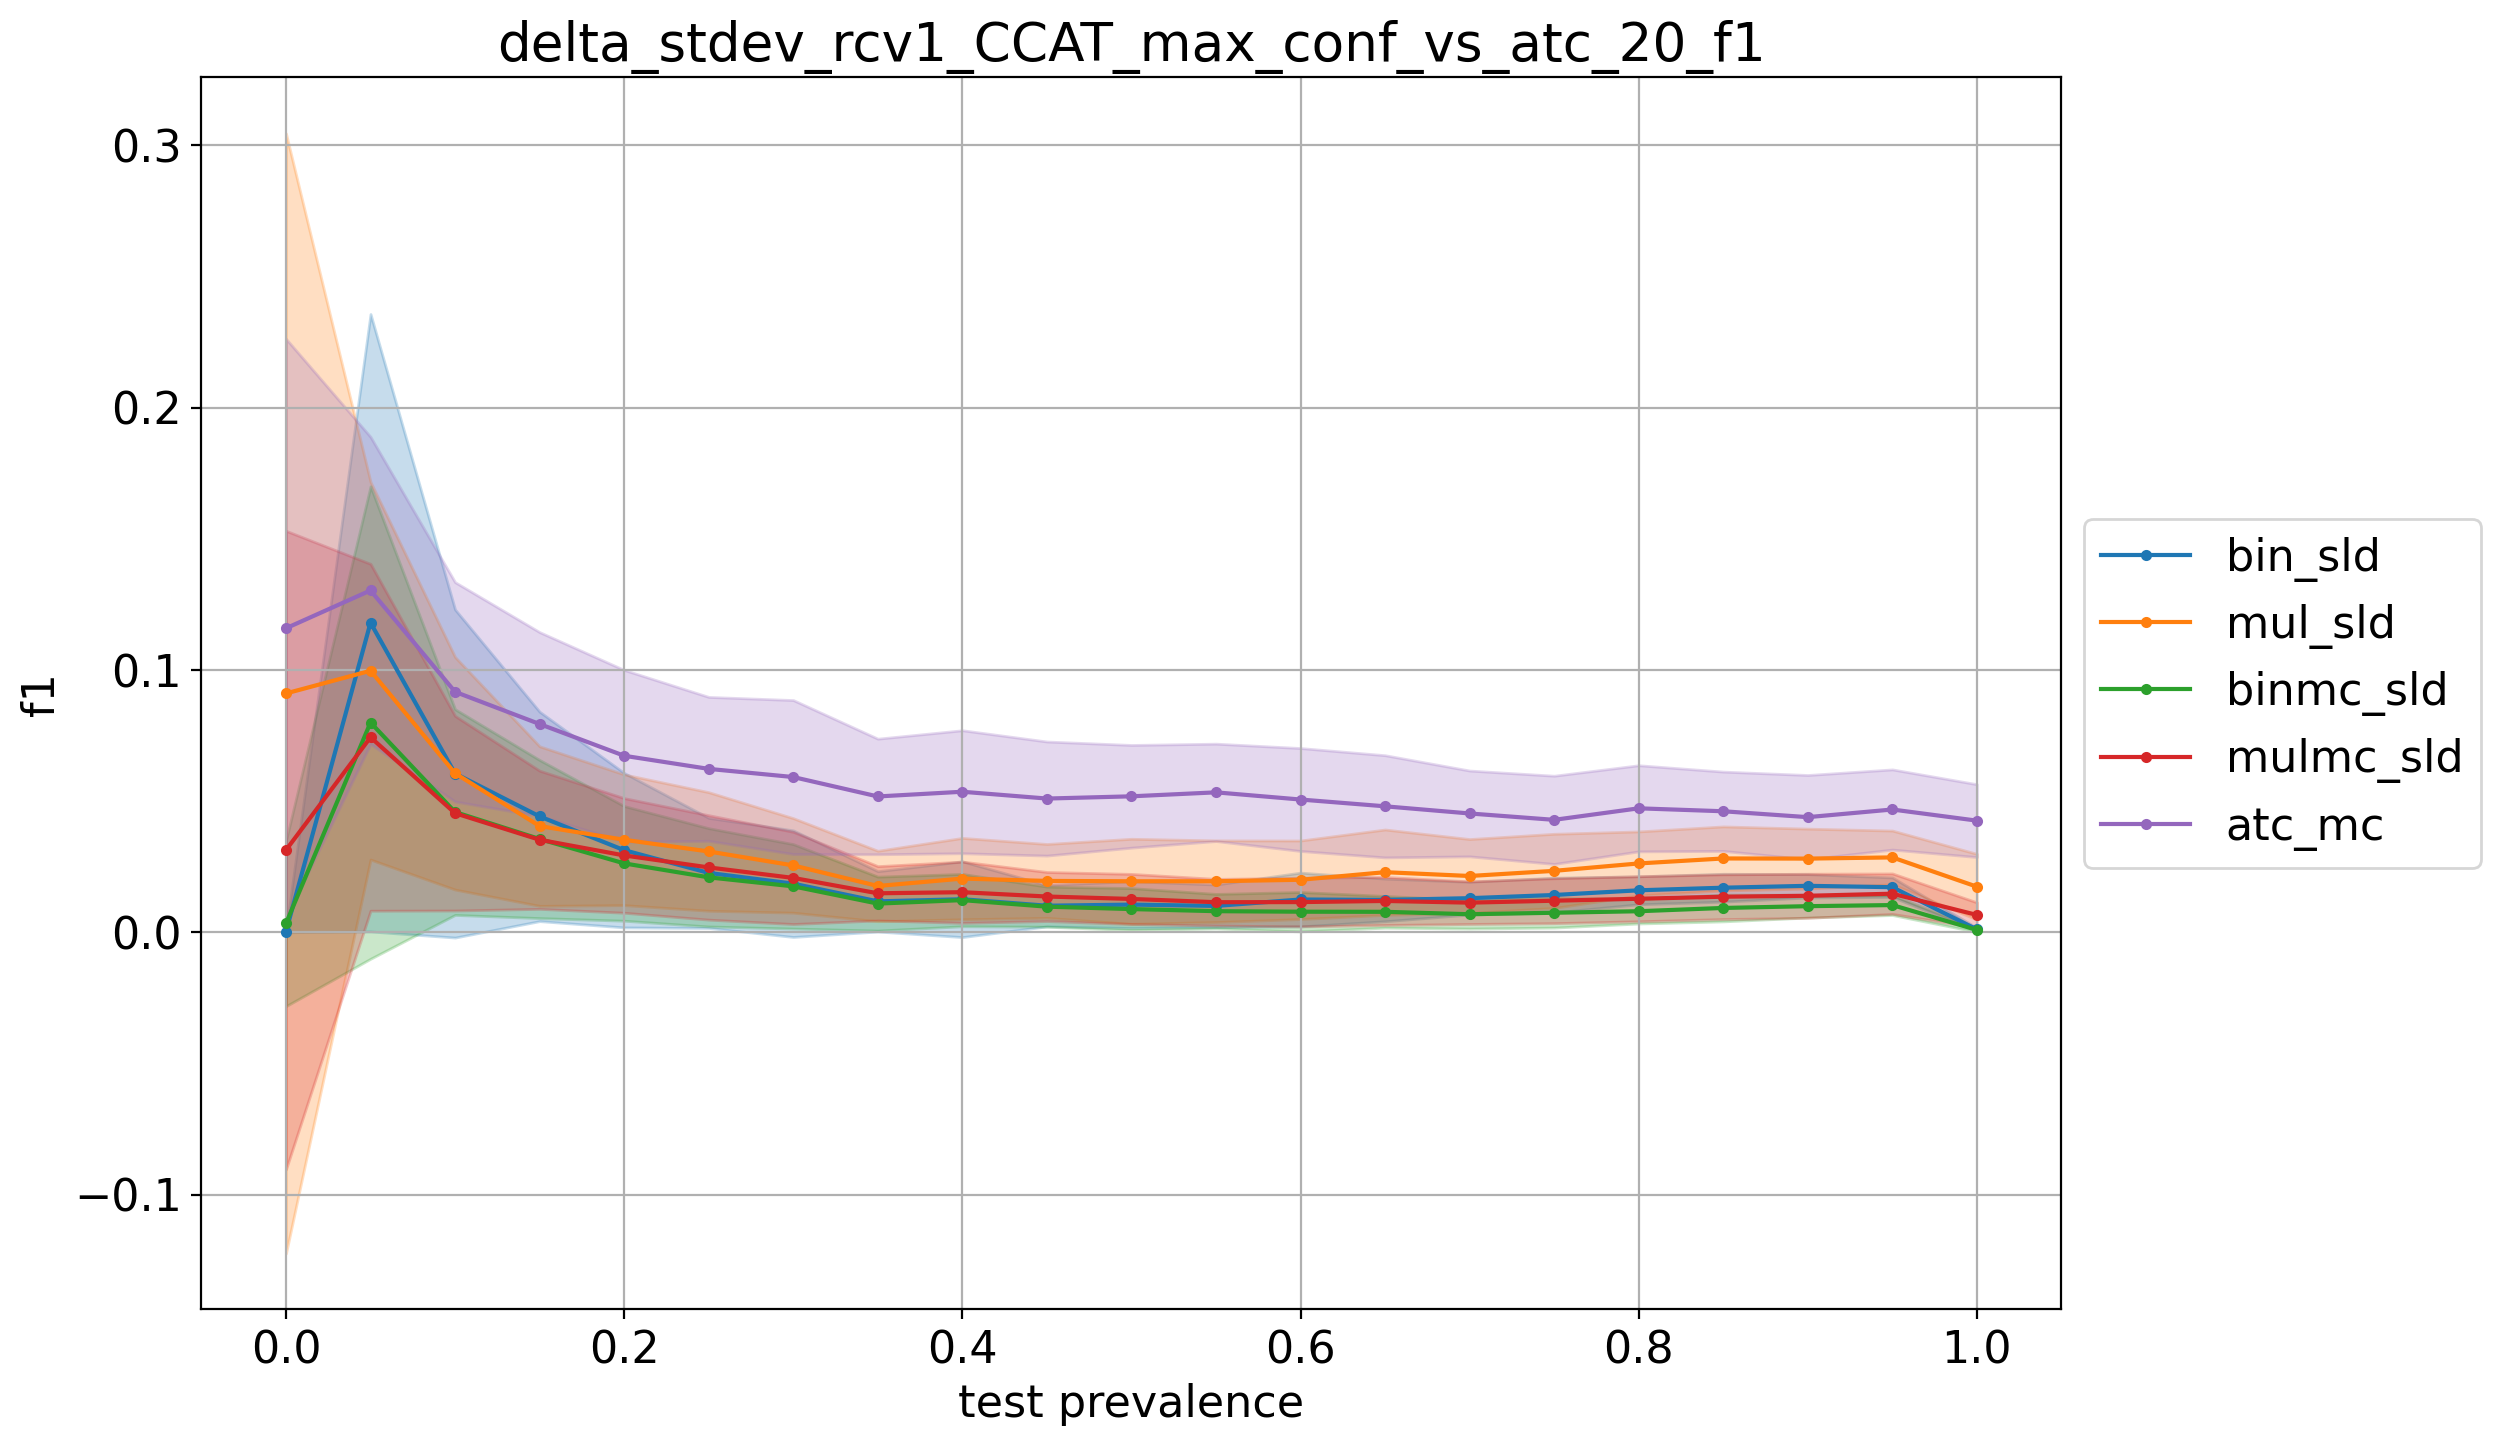 delta_stdev_rcv1_CCAT_max_conf_vs_atc_20_f1
0.3
0.2
0.1
0.0
−0.1
f1
0.0 0.2 0.4 0.6 0.8 1.0
test prevalence
bin_sld
mul_sld
binmc_sld
mulmc_sld
atc_mc